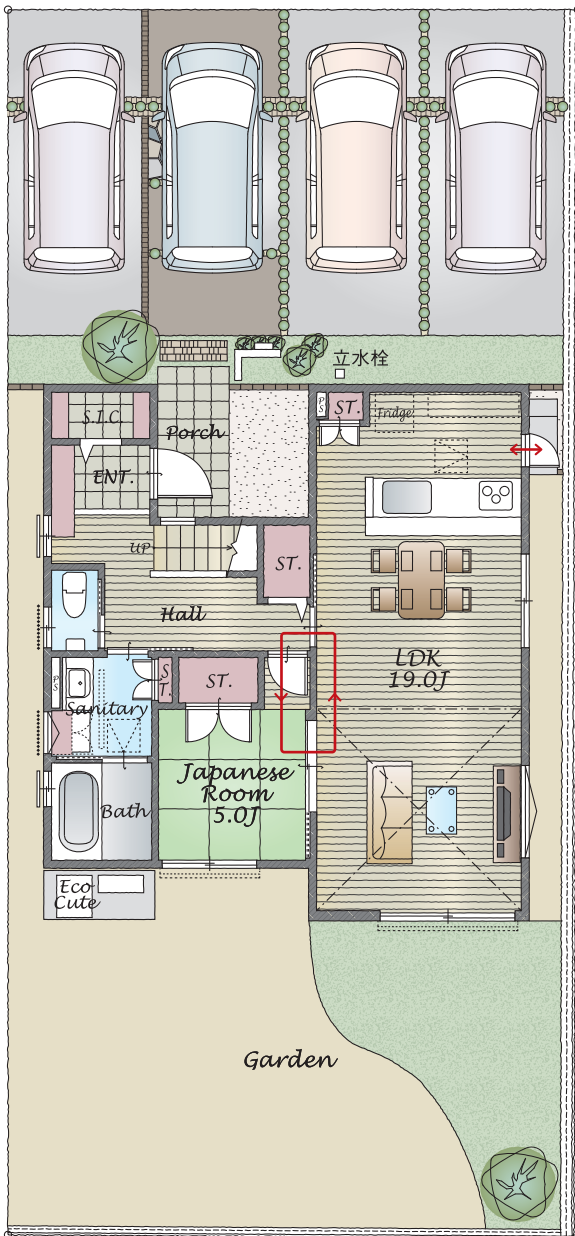 立水栓
S.I.C.
Porch
PS
ST.
Fridge
ENT.
UP
ST.
Hall
LDK
19.0J
PS
S
T.
ST.
Sanitary
Japanese
Room
5.0J
Bath
Eco
Cute
Garden